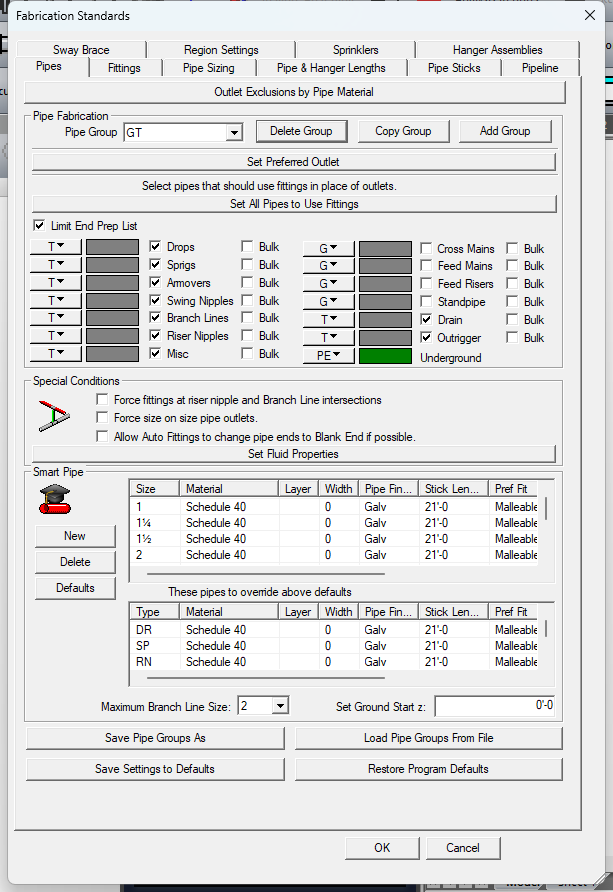 Fabrication Standards
Sway Brace Region Settings Sprinklers Hanger Assemblies
Pipes Fittings Pipe Sizing Pipe & Hanger Lengths Pipe Sticks Pipeline
Outlet Exclusions by Pipe Material
Pipe Fabrication
Pipe Group GT Delete Group Copy Group Add Group
Set Preferred Outlet
Select pipes that should use fittings in place of outlets.
Set All Pipes to Use Fittings
Limit End Prep List
T Drops Bulk G Cross Mains Bulk
T Sprigs Bulk G Feed Mains Bulk
T Armovers Bulk G Feed Risers Bulk
T Swing Nipples Bulk G Standpipe Bulk
T Branch Lines Bulk T Drain Bulk
T Riser Nipples Bulk T Outrigger Bulk
T Misc Bulk PE Underground
Special Conditions
Force fittings at riser nipple and Branch Line intersections
Force size on size pipe outlets.
Allow Auto Fittings to change pipe ends to Blank End if possible.
Set Fluid Properties
Smart Pipe
New
Delete
Defaults
Size Material Layer Width Pipe Fin... Stick Len... Pref Fit
1 Schedule 40 0 Galv 21'-0 Malleable
1¼ Schedule 40 0 Galv 21'-0 Malleable
1½ Schedule 40 0 Galv 21'-0 Malleable
2 Schedule 40 0 Galv 21'-0 Malleable
These pipes to override above defaults
Type Material Layer Width Pipe Fin... Stick Len... Pref Fit
DR Schedule 40 0 Galv 21'-0 Malleable
SP Schedule 40 0 Galv 21'-0 Malleable
RN Schedule 40 0 Galv 21'-0 Malleable
Maximum Branch Line Size: 2 Set Ground Start z: 0'-0
Save Pipe Groups As Load Pipe Groups From File
Save Settings to Defaults Restore Program Defaults
OK Cancel